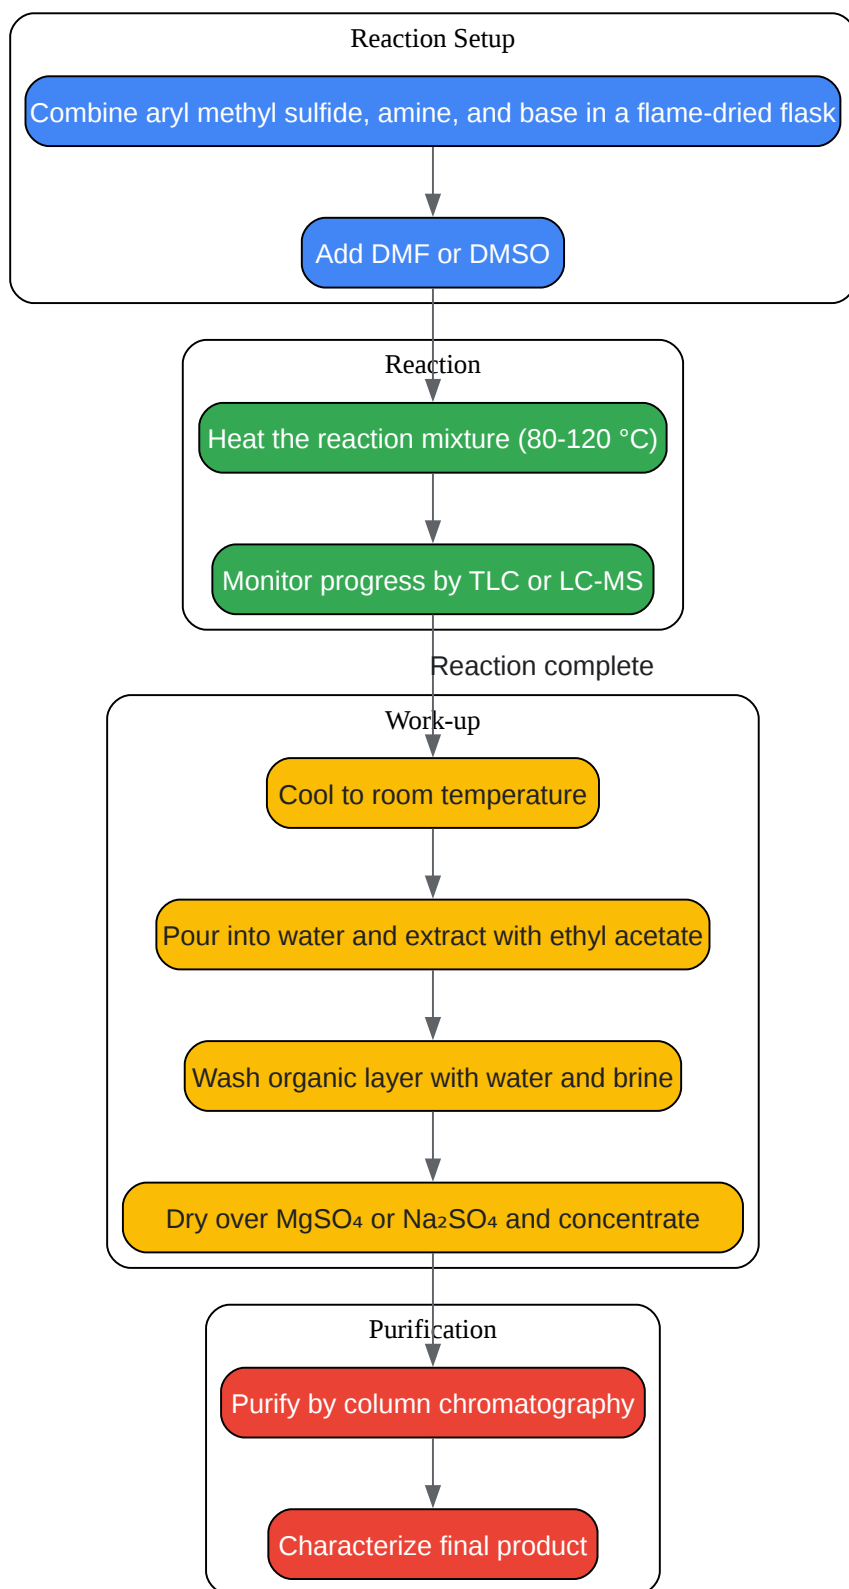 Reaction Setup
Combine aryl methyl sulfide, amine, and base in a flame-dried flask
Add DMF or DMSO
Reaction
Heat the reaction mixture (80-120 °C)
Monitor progress by TLC or LC-MS
Reaction complete
Work-up
Cool to room temperature
Pour into water and extract with ethyl acetate
Wash organic layer with water and brine
Dry over MgSO₄ or Na₂SO₄ and concentrate
Purification
Purify by column chromatography
Characterize final product